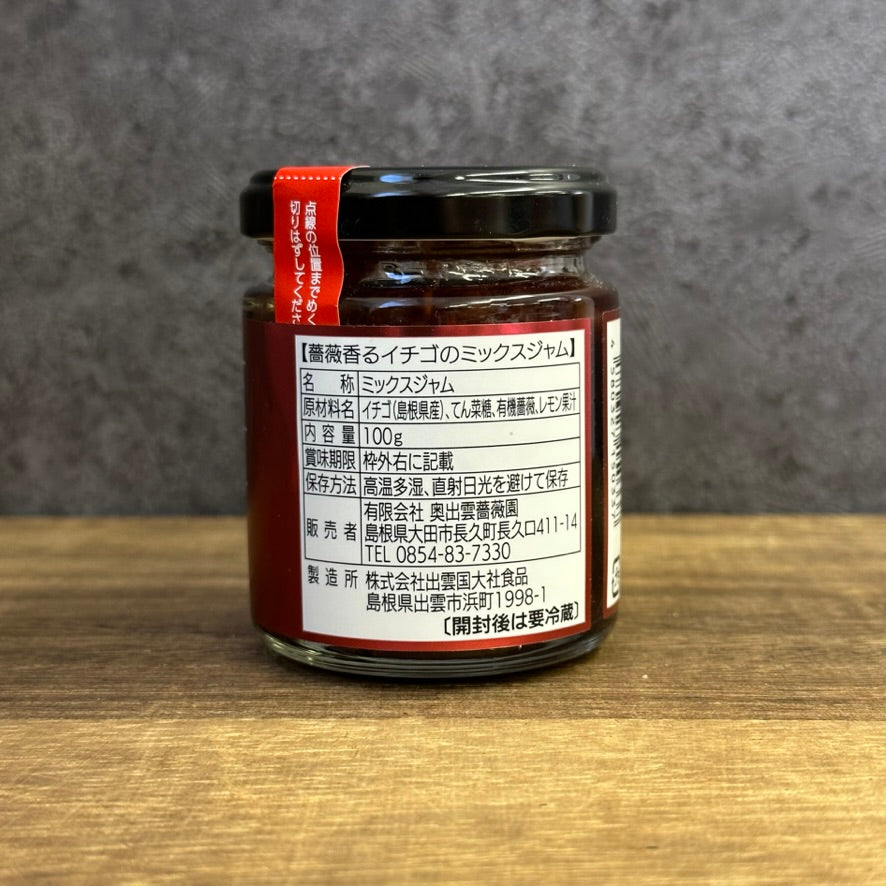 点線の位置までめく
切りはずしてくださ
【薔薇香るイチゴのミックスジャム】
名 称 ミックスジャム
原材料名 イチゴ(島根県産)、てん菜糖、有機薔薇、レモン果汁
内容量 100g
賞味期限 枠外右に記載
保存方法 高温多湿、直射日光を避けて保存
販売者 有限会社 奥出雲薔薇園
島根県大田市長久町長久口411-14
TEL 0854-83-7330
製造所 株式会社出雲国大社食品
島根県出雲市浜町1998-1
〔開封後は要冷蔵〕